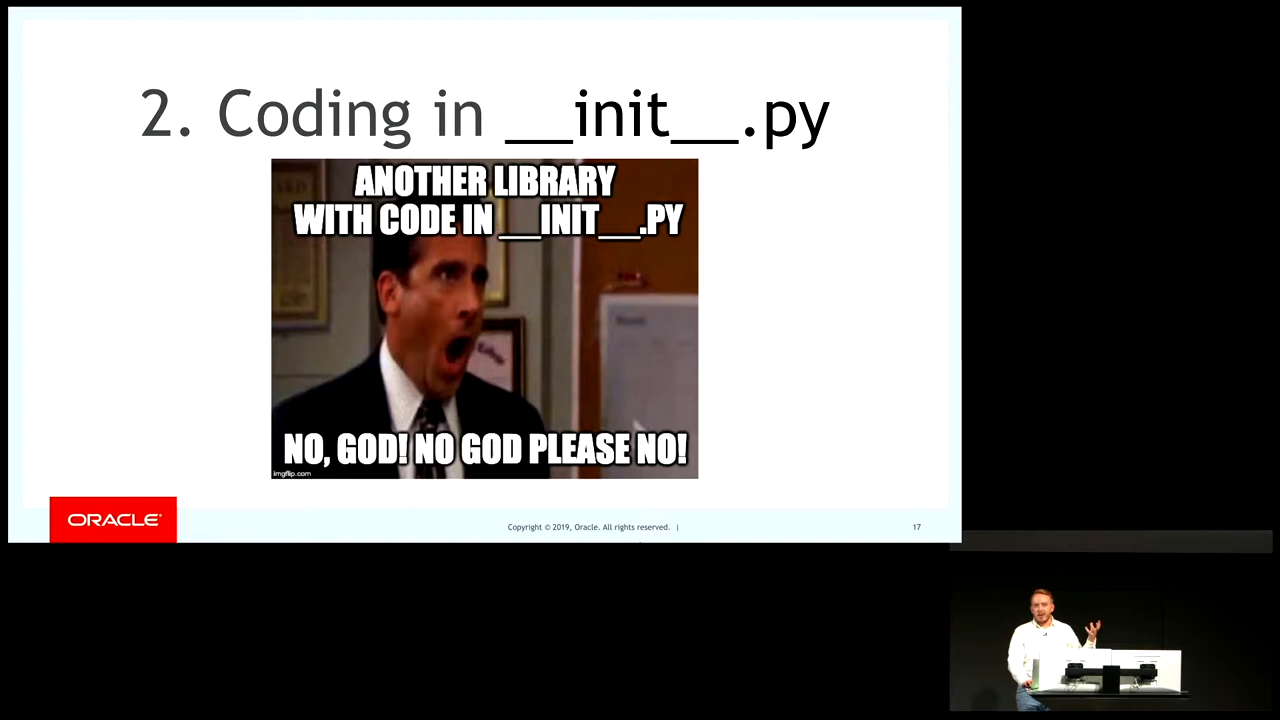 2. Coding in __init__.py
ANOTHER LIBRARY
WITH CODE IN __INIT__.PY
NO, GOD! NO GOD PLEASE NO!
imgflip.com
ORACLE
Copyright © 2019, Oracle. All rights reserved. |
17